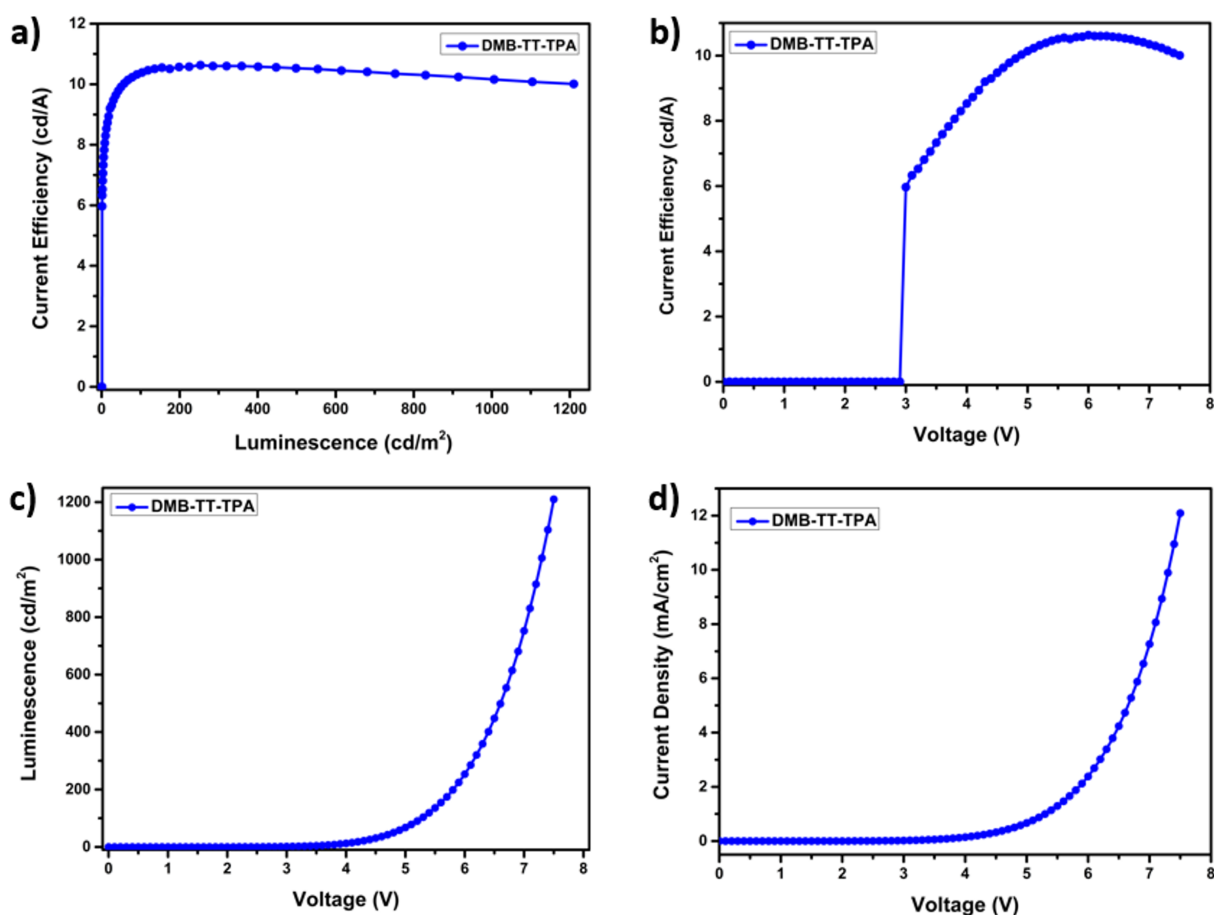 a)
DMB-TT-TPA
Current Efficiency (cd/A)
12
10
8
6
4
2
0
0 200 400 600 800 1000 1200
Luminescence (cd/m²)
b)
DMB-TT-TPA
Current Efficiency (cd/A)
10
8
6
4
2
0
0 1 2 3 4 5 6 7 8
Voltage (V)
c)
DMB-TT-TPA
Luminescence (cd/m²)
1200
1000
800
600
400
200
0
0 1 2 3 4 5 6 7 8
Voltage (V)
d)
DMB-TT-TPA
Current Density (mA/cm²)
12
10
8
6
4
2
0
0 1 2 3 4 5 6 7 8
Voltage (V)